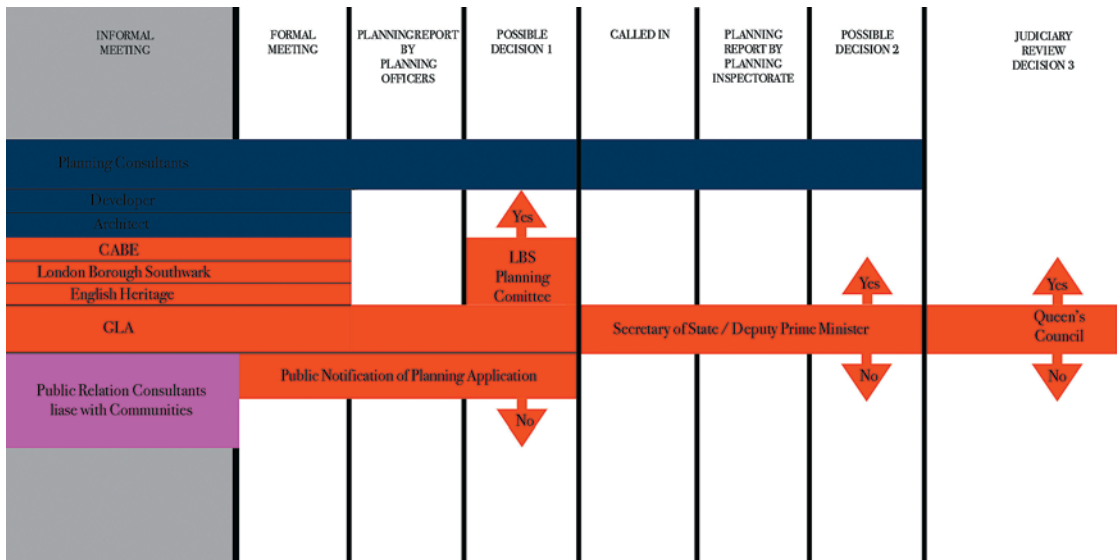 INFORMAL
MEETING
FORMAL
MEETING
PLANNING REPORT
BY
PLANNING
OFFICERS
POSSIBLE
DECISION 1
CALLED IN
PLANNING
REPORT BY
PLANNING
INSPECTORATE
POSSIBLE
DECISION 2
JUDICIARY
REVIEW
DECISION 3
Planning Consultants
Developer
Architect
CABE
London Borough Southwark
English Heritage
GLA
Public Relation Consultants
liase with Communities
Public Notification of Planning Application
Yes
LBS
Planning
Comittee
No
Secretary of State / Deputy Prime Minister
Yes
No
Yes
Queen's
Council
No